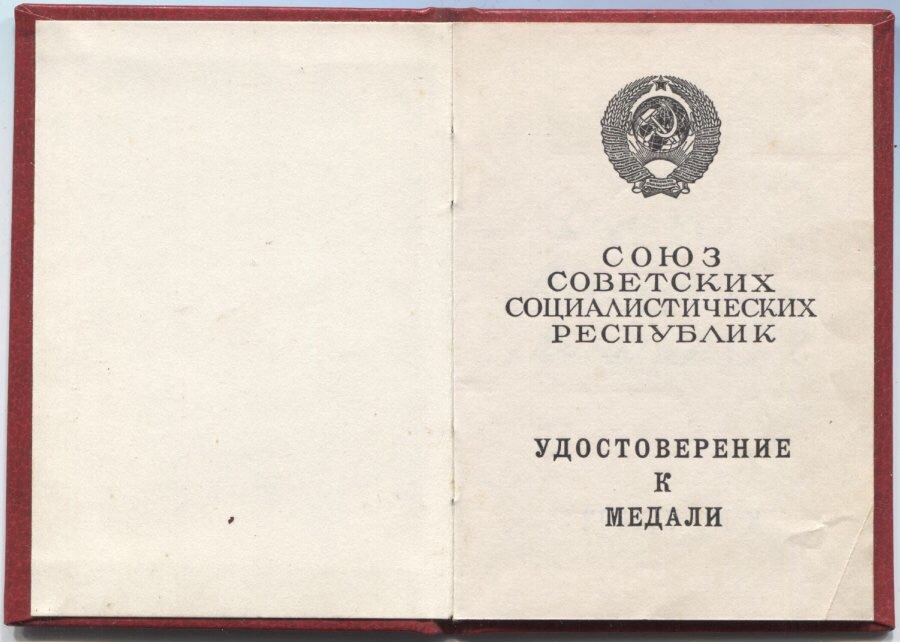 СОЮЗ
СОВЕТСКИХ
СОЦИАЛИСТИЧЕСКИХ
РЕСПУБЛИК
УДОСТОВЕРЕНИЕ
К
МЕДАЛИ